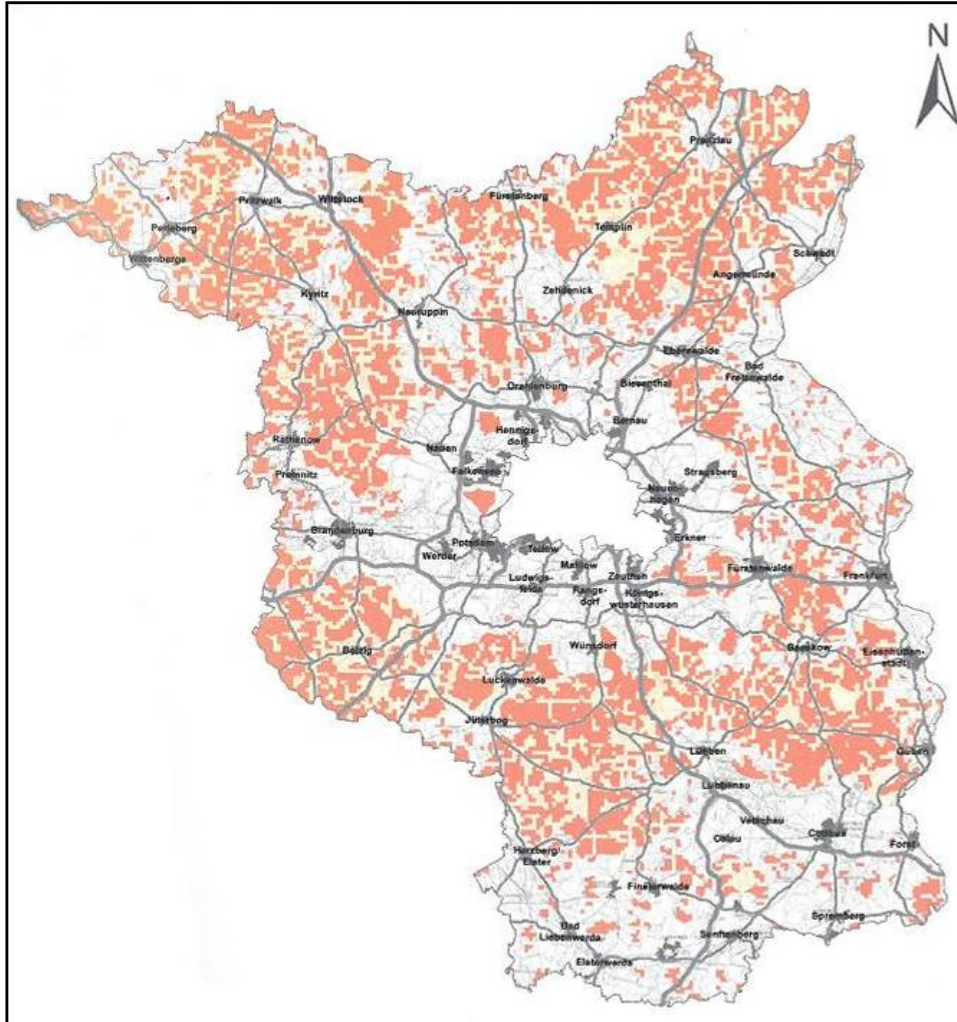 N
Prenzlau
Fürstenberg
Pritzwalk
Wittstock
Templin
Perleberg
Schwedt
Wittenberge
Angermünde
Zehdenick
Kyritz
Neuruppin
Eberswalde
Bad
Freienwalde
Oranienburg
Biesenthal
Hennigs-
dorf
Bernau
Rathenow
Nauen
Falkensee
Strausberg
Premnitz
Neuen-
hagen
Brandenburg
Potsdam
Erkner
Werder
Teltow
Mahlow
Zeuthen
Fürstenwalde
Frankfurt
Ludwigs-
felde
Rangs-
dorf
Königs-
wusterhausen
Wünsdorf
Belzig
Beeskow
Eisenhütten-
stadt
Luckenwalde
Jüterbog
Lübben
Guben
Lübbenau
Vetschau
Cottbus
Calau
Forst
Herzberg/
Elster
Finsterwalde
Spremberg
Bad
Liebenwerda
Senftenberg
Elsterwerda